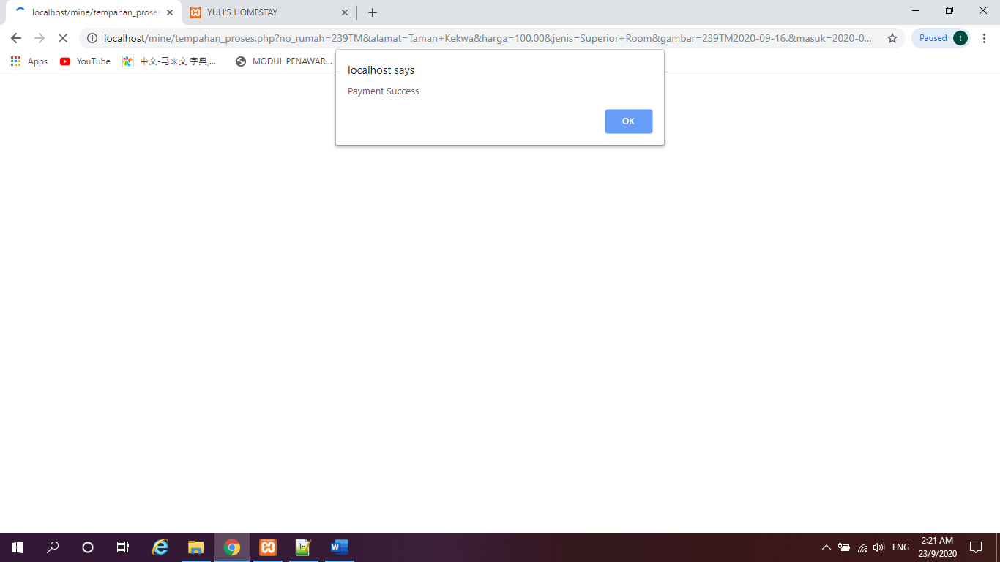 localhost/mine/tempahan_proses
YULI'S HOMESTAY
localhost/mine/tempahan_proses.php?no_rumah=239TM&alamat=Taman+Kekwa&harga=100.00&jenis=Superior+Room&gambar=239TM2020-09-16.&masuk=2020-0...
Paused
t
Apps
YouTube
中文-马来文 字典,...
MODUL PENAWAR...
localhost says
Payment Success
OK
ENG
2:21 AM
23/9/2020